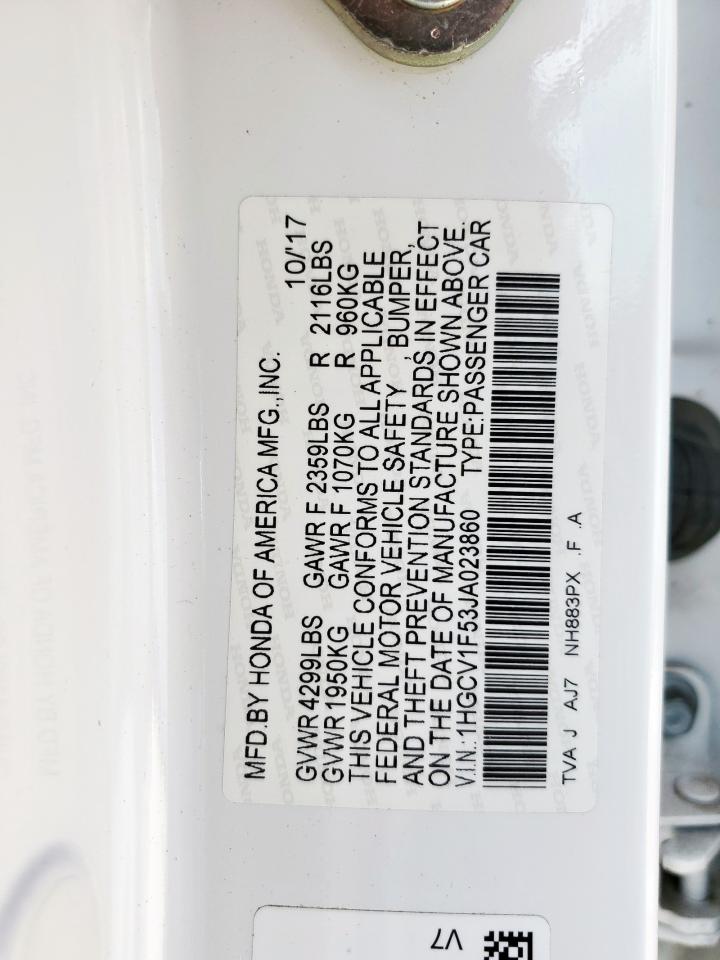 MFD.BY HONDA OF AMERICA MFG.,INC. 10/'17
GVWR 4299LBS GAWR F 2359LBS R 2116LBS
GVWR 1950KG GAWR F 1070KG R 960KG
THIS VEHICLE CONFORMS TO ALL APPLICABLE
FEDERAL MOTOR VEHICLE SAFETY , BUMPER,
AND THEFT PREVENTION STANDARDS IN EFFECT
ON THE DATE OF MANUFACTURE SHOWN ABOVE.
V.I.N.:1HGCV1F53JA023860 TYPE:PASSENGER CAR
TVA J AJ7 NH883PX .F .A
V7